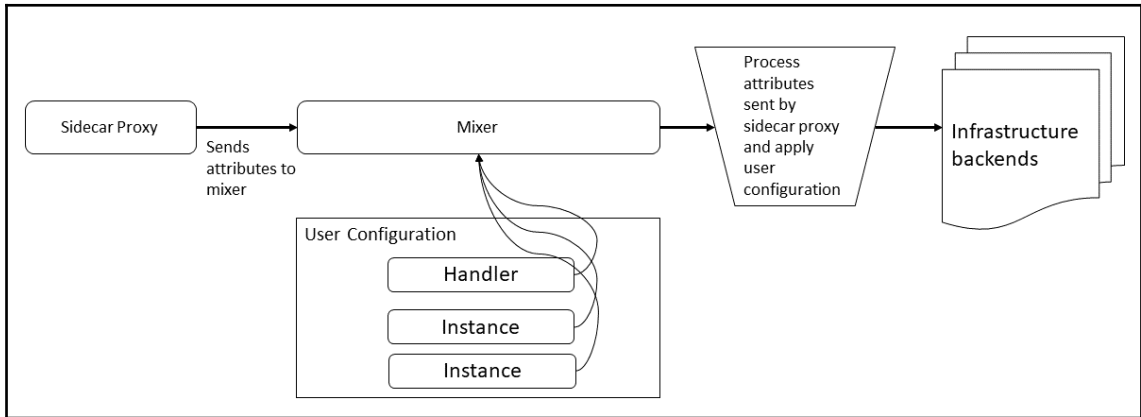 Sidecar Proxy
Sends
attributes to
mixer
Mixer
Process
attributes
sent by
sidecar proxy
and apply
user
configuration
Infrastructure
backends
User Configuration
Handler
Instance
Instance